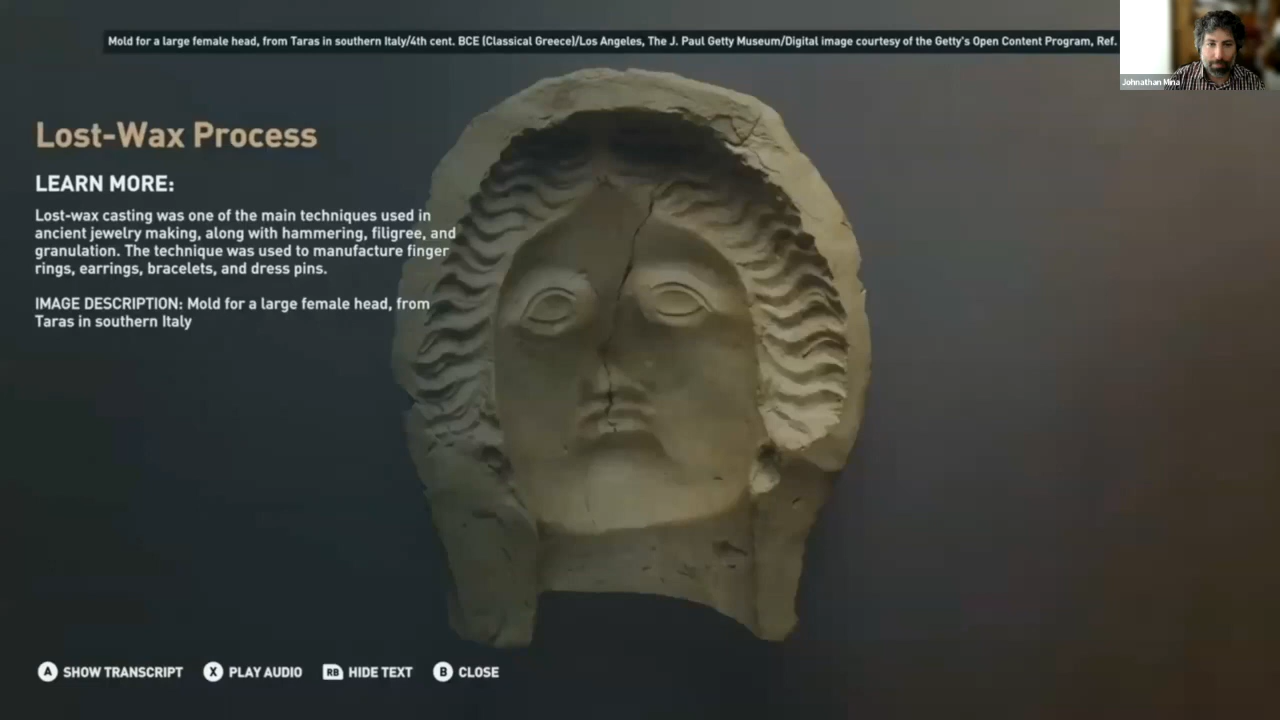 Mold for a large female head, from Taras in southern Italy/4th cent. BCE (Classical Greece)/Los Angeles, The J. Paul Getty Museum/Digital image courtesy of the Getty's Open Content Program, Ref.
Johnathan Mina
Lost-Wax Process
LEARN MORE:
Lost-wax casting was one of the main techniques used in
ancient jewelry making, along with hammering, filigree, and
granulation. The technique was used to manufacture finger
rings, earrings, bracelets, and dress pins.
IMAGE DESCRIPTION: Mold for a large female head, from
Taras in southern Italy
A SHOW TRANSCRIPT X PLAY AUDIO RB HIDE TEXT B CLOSE